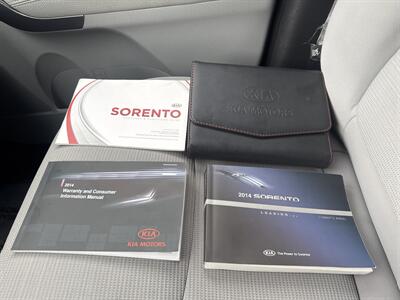 SORENTO
KIA
KIA MOTORS
2014
Warranty and Consumer
Information Manual
KIA
KIA MOTORS
2014 SORENTO
KIA
The Power to Surprise